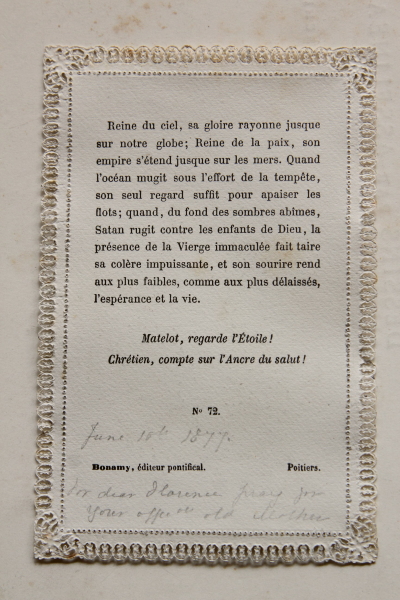 Reine du ciel, sa gloire rayonne jusque
sur notre globe; Reine de la paix, son
empire s'étend jusque sur les mers. Quand
l'océan mugit sous l'effort de la tempête,
son seul regard suffit pour apaiser les
flots; quand, du fond des sombres abîmes,
Satan rugit contre les enfants de Dieu, la
présence de la Vierge immaculée fait taire
sa colère impuissante, et son sourire rend
aux plus faibles, comme aux plus délaissés,
l'espérance et la vie.
Matelot, regarde l'Étoile!
Chrétien, compte sur l'Ancre du salut!
No 72.
June 10th 1877.
Bonamy, éditeur pontifical. Poitiers.
For dear Florence pray for
your old Mother